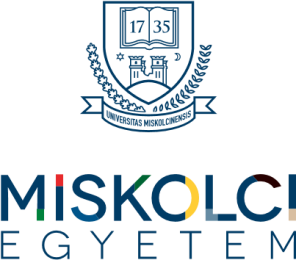 17 35
UNIVERSITAS MISKOLCINENSIS
MISKOLCI
EGYETEM